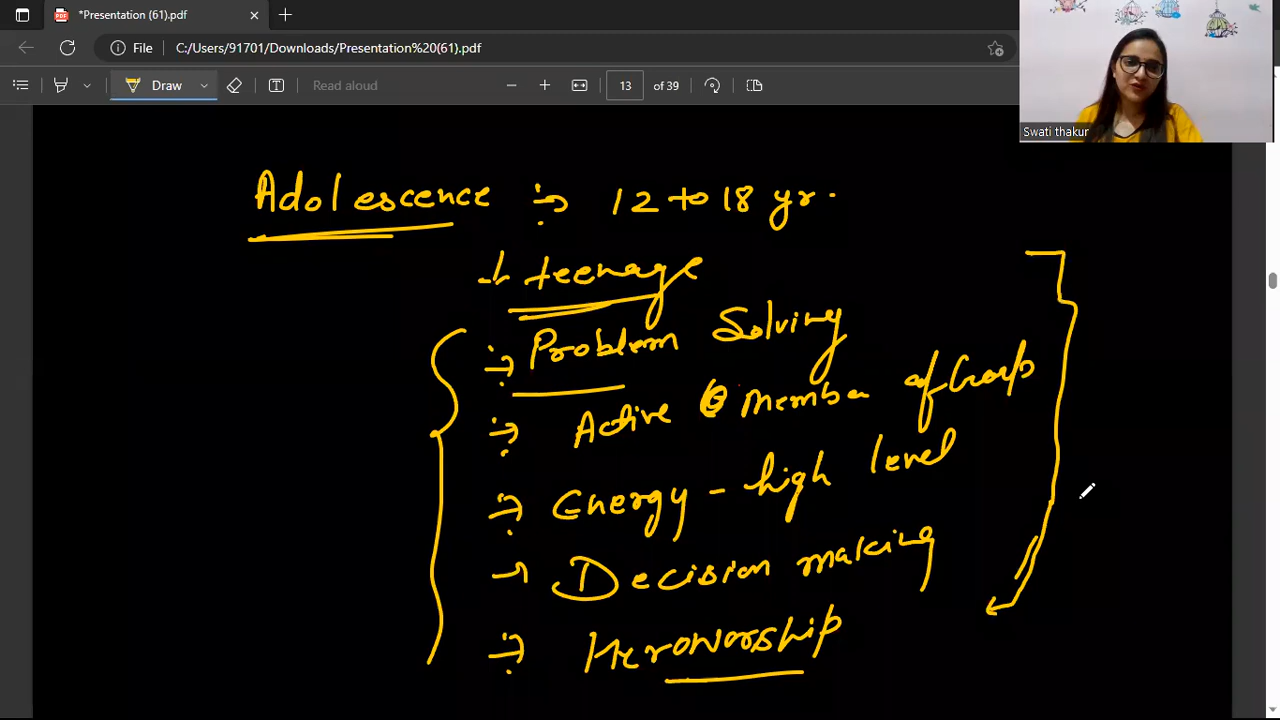 *Presentation (61).pdf
File C:/Users/91701/Downloads/Presentation%20(61).pdf
Draw Read aloud 13 of 39
Swati thakur
Adolescence 12 to 18 yr.
teenage
Problem Solving
Active Member of Group
Energy - high level
Decision making
Heroworship